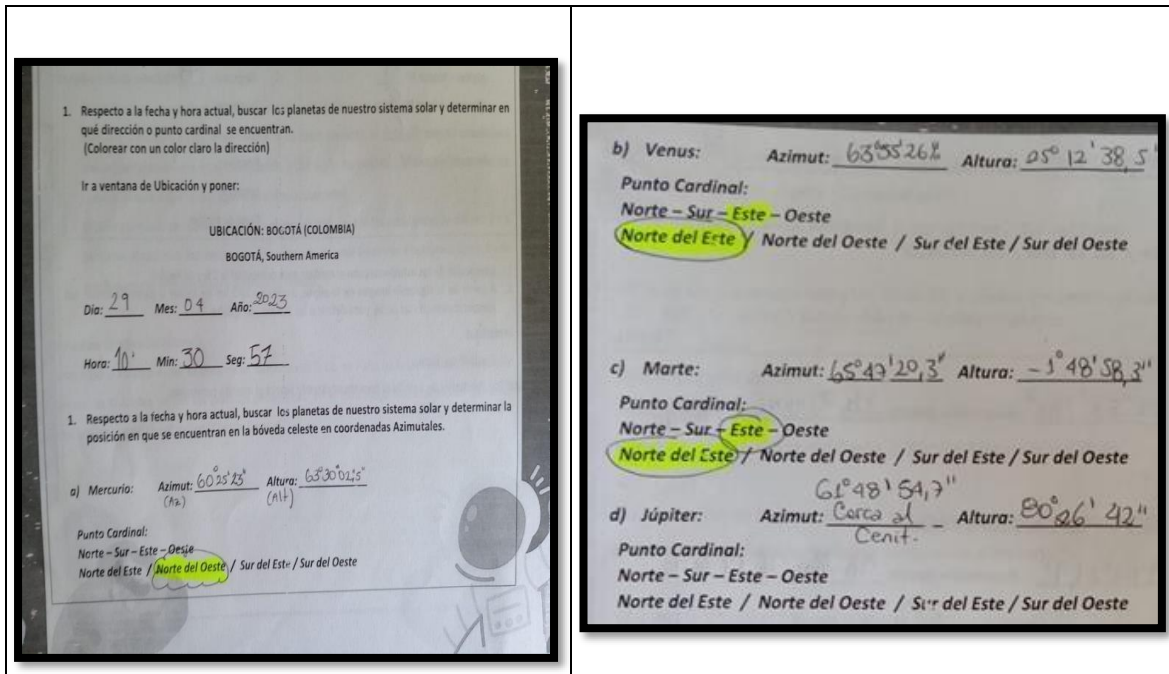 1. Respecto a la fecha y hora actual, buscar los planetas de nuestro sistema solar y determinar en
qué dirección o punto cardinal se encuentran.
(Colorear con un color claro la dirección)
Ir a ventana de Ubicación y poner:
UBICACIÓN: BOGOTÁ (COLOMBIA)
BOGOTÁ, Southern America
Día: 29 Mes: 04 Año: 2023
Hora: 10 Min: 30 Seg: 57
1. Respecto a la fecha y hora actual, buscar los planetas de nuestro sistema solar y determinar la
posición en que se encuentran en la bóveda celeste en coordenadas Azimutales.
a) Mercurio: Azimut: 60°25'23" Altura: 63°30°02,5"
(Az) (Alt)
Punto Cardinal:
Norte – Sur – Este – Oeste
Norte del Este / Norte del Oeste / Sur del Este / Sur del Oeste
b) Venus: Azimut: Altura: 05° 12' 38,5"
Punto Cardinal:
Norte – Sur – Este – Oeste
Norte del Este / Norte del Oeste / Sur del Este / Sur del Oeste
c) Marte: Azimut: 65°47'20,3" Altura: -1°48'58,3"
Punto Cardinal:
Norte – Sur – Este – Oeste
Norte del Este / Norte del Oeste / Sur del Este / Sur del Oeste
61°48'54,7"
d) Júpiter: Azimut: Cerca al Altura: 80°26'42"
Cenit.
Punto Cardinal:
Norte – Sur – Este – Oeste
Norte del Este / Norte del Oeste / Sur del Este / Sur del Oeste